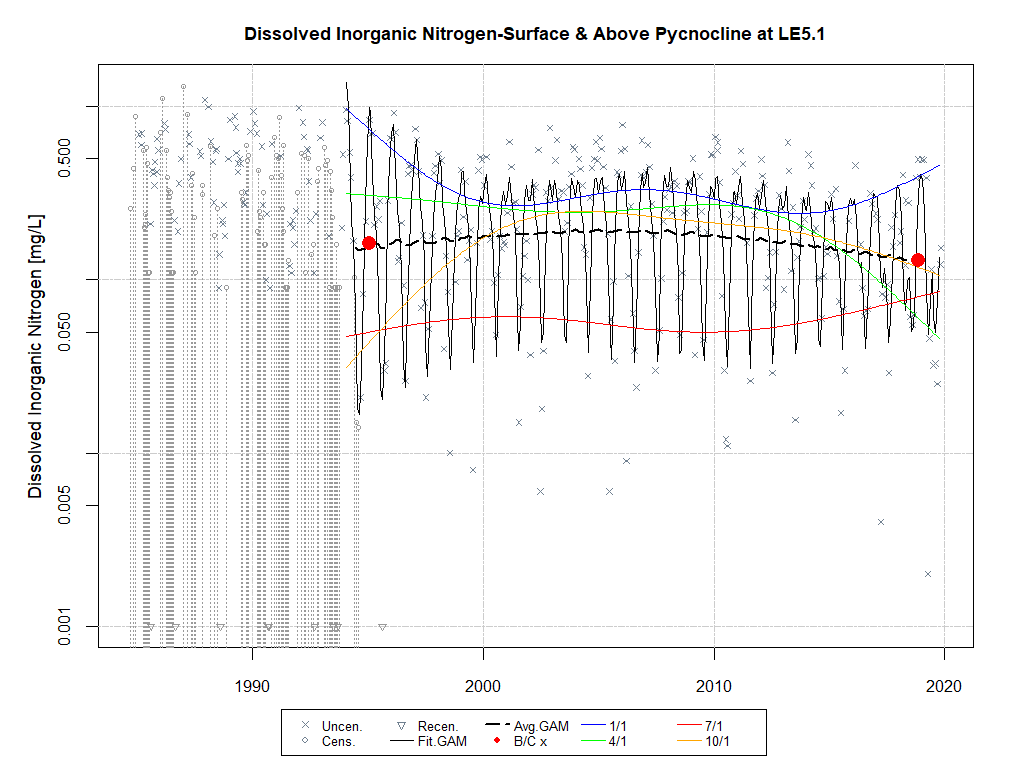 Dissolved Inorganic Nitrogen-Surface & Above Pycnocline at LE5.1
Dissolved Inorganic Nitrogen [mg/L]
0.500
0.050
0.005
0.001
1990 2000 2010 2020
Uncen. Recen. Avg.GAM 1/1 7/1
Cens. Fit.GAM B/C x 4/1 10/1